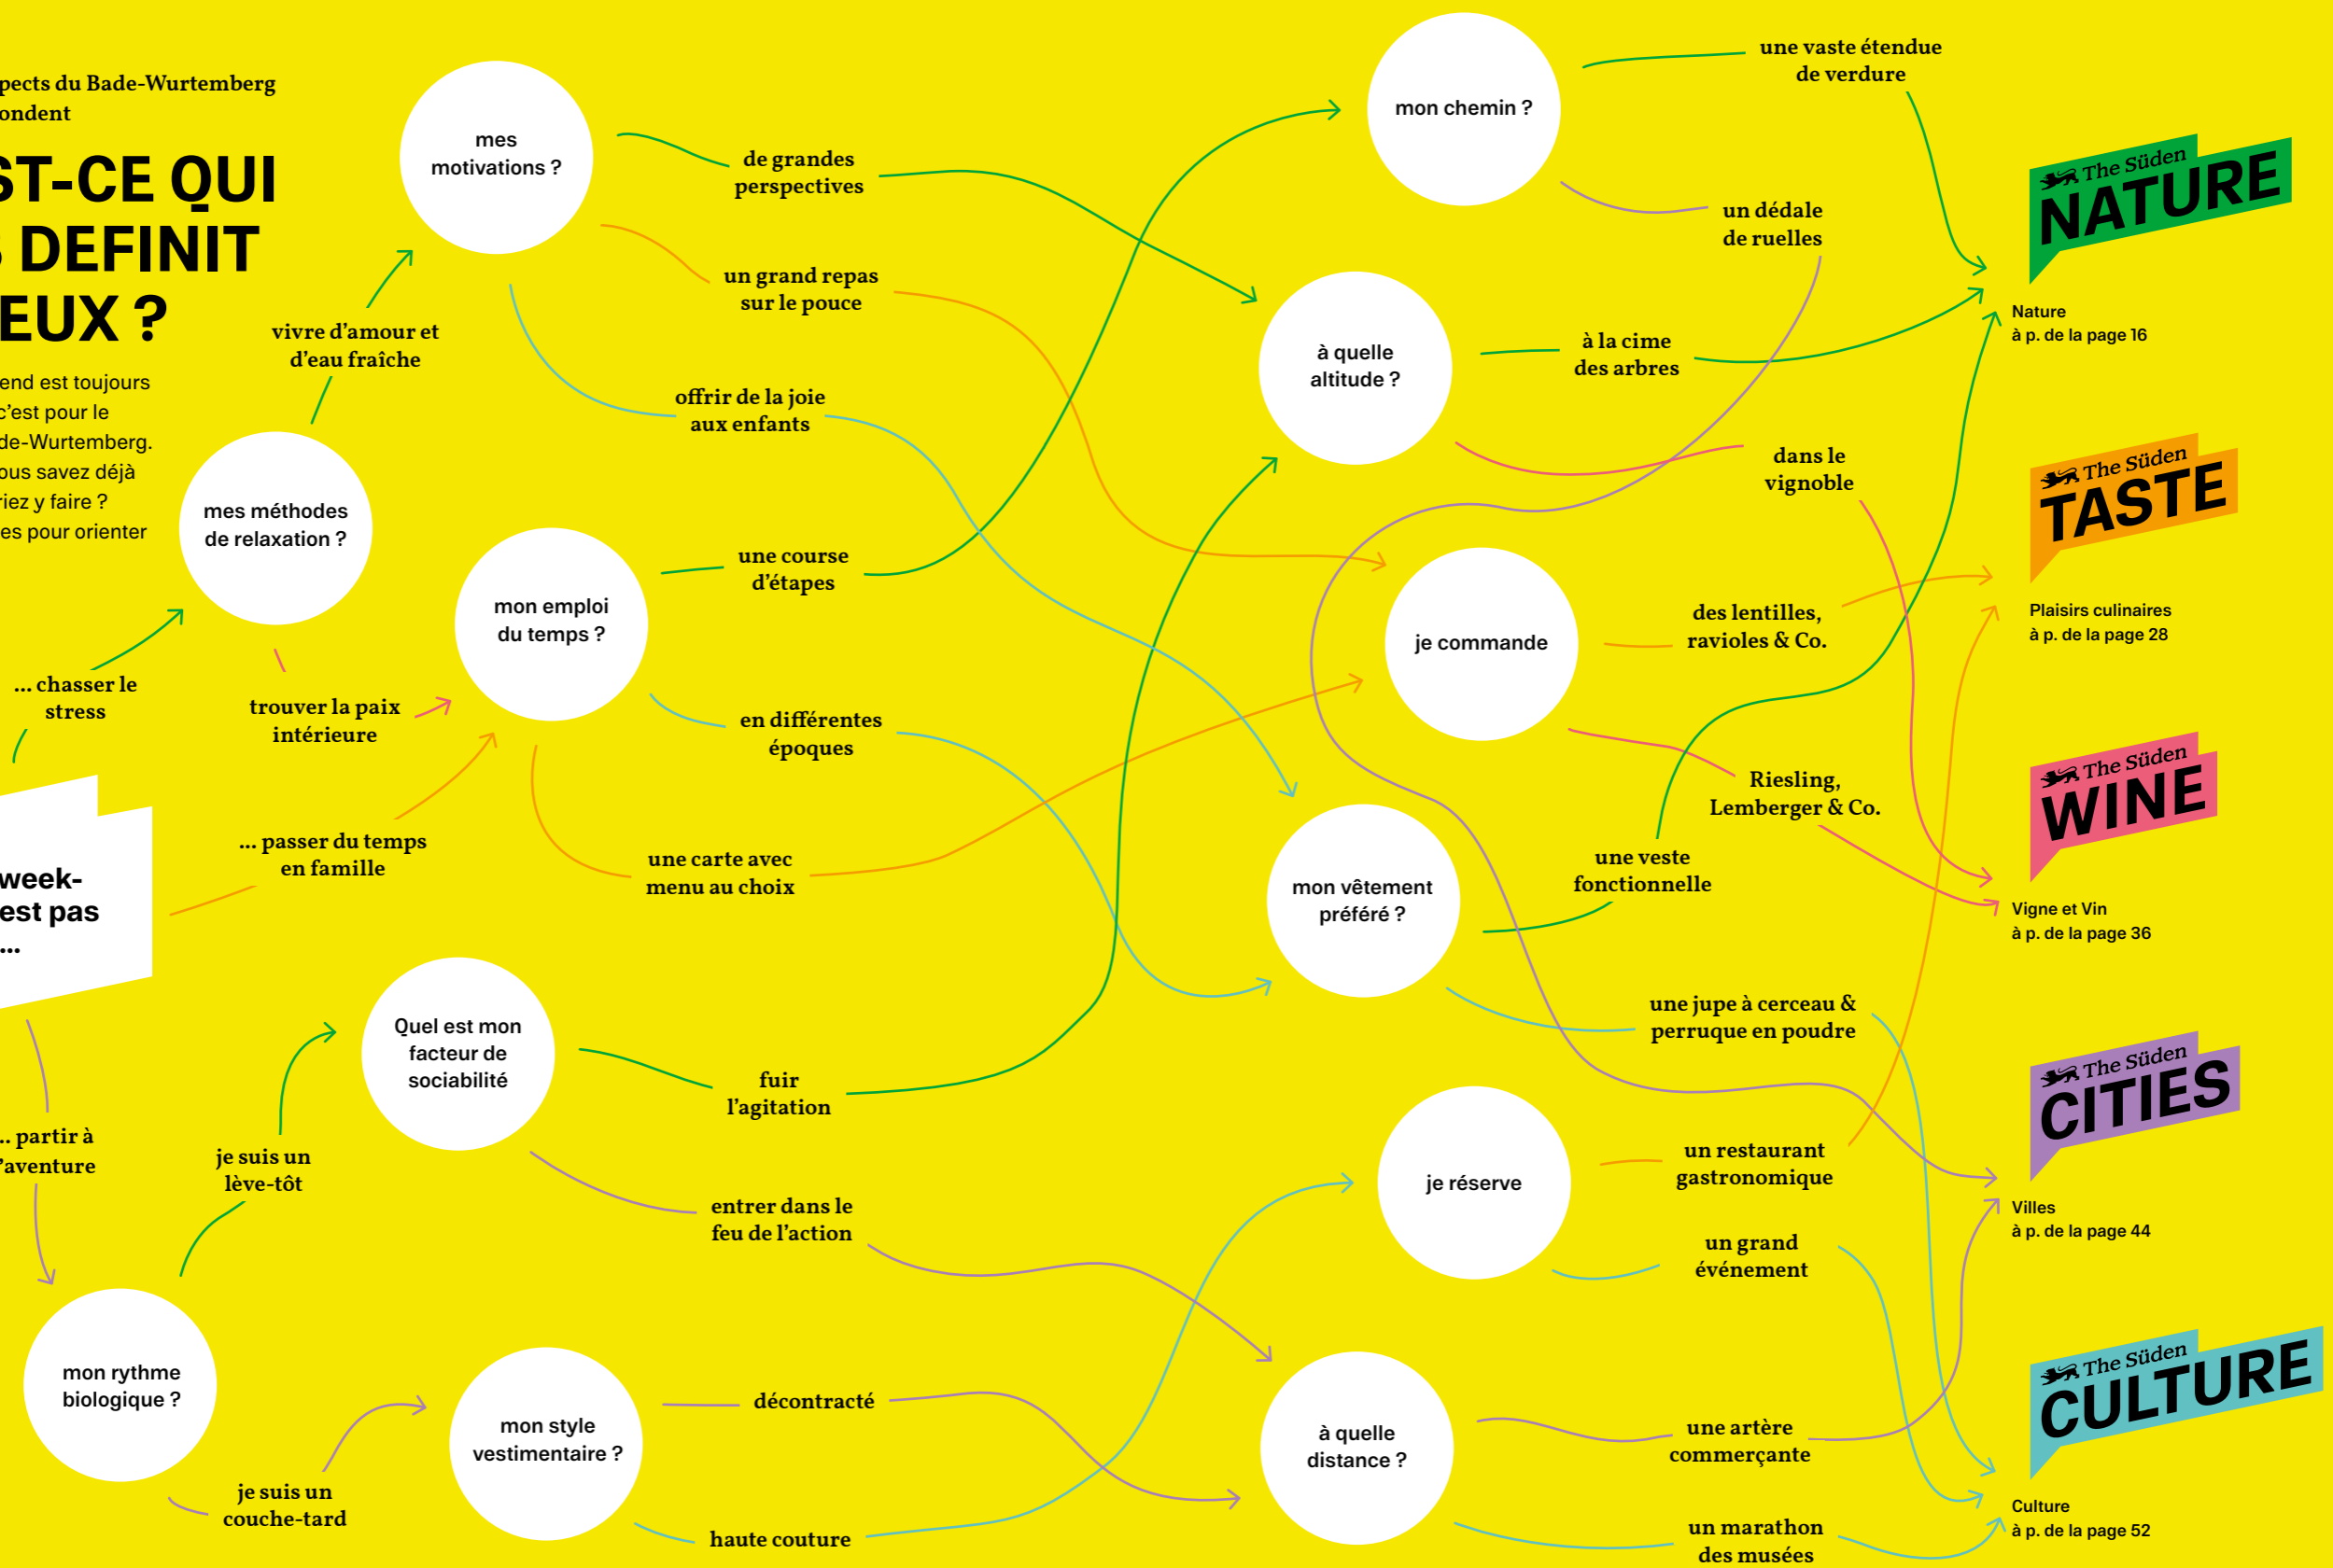 pects du Bade-Wurtemberg
ondent
ST-CE QUI
S DEFINIT
EUX ?
end est toujours
c'est pour le
de-Wurtemberg.
ous savez déjà
riez y faire ?
es pour orienter
week-
est pas
...
... chasser le
stress
... passer du temps
en famille
.. partir à
'aventure
mes méthodes
de relaxation ?
vivre d'amour et
d'eau fraîche
trouver la paix
intérieure
mon rythme
biologique ?
je suis un
lève-tôt
je suis un
couche-tard
mes
motivations ?
de grandes
perspectives
un grand repas
sur le pouce
offrir de la joie
aux enfants
mon emploi
du temps ?
une course
d'étapes
en différentes
époques
une carte avec
menu au choix
Quel est mon
facteur de
sociabilité
fuir
l'agitation
entrer dans le
feu de l'action
mon style
vestimentaire ?
décontracté
haute couture
mon chemin ?
une vaste étendue
de verdure
un dédale
de ruelles
à quelle
altitude ?
à la cime
des arbres
dans le
vignoble
je commande
des lentilles,
ravioles & Co.
Riesling,
Lemberger & Co.
mon vêtement
préféré ?
une veste
fonctionnelle
une jupe à cerceau &
perruque en poudre
je réserve
un restaurant
gastronomique
un grand
événement
à quelle
distance ?
une artère
commerçante
un marathon
des musées
The Süden
NATURE
Nature
à p. de la page 16
The Süden
TASTE
Plaisirs culinaires
à p. de la page 28
The Süden
WINE
Vigne et Vin
à p. de la page 36
The Süden
CITIES
Villes
à p. de la page 44
The Süden
CULTURE
Culture
à p. de la page 52